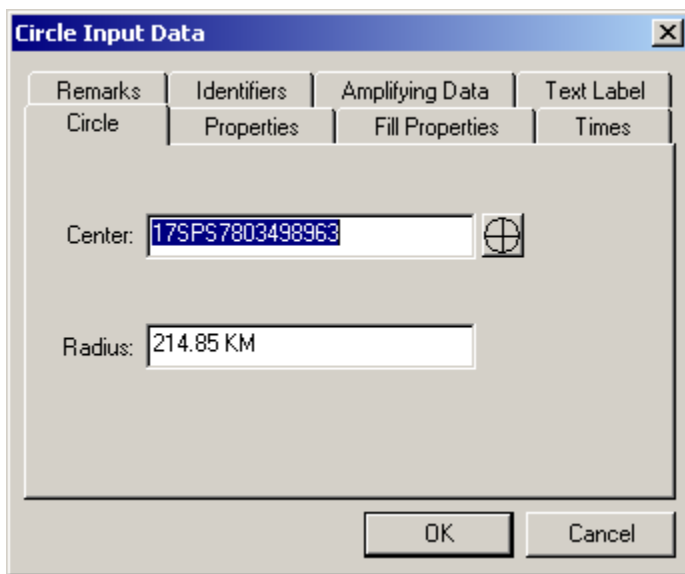 Circle Input Data
Remarks Identifiers Amplifying Data Text Label
Circle Properties Fill Properties Times
Center: 17SPS7803498963
Radius: 214.85 KM
OK Cancel